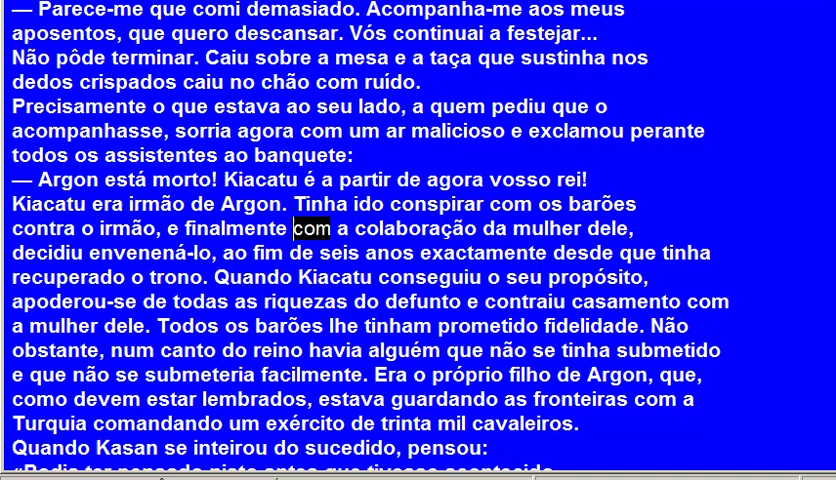 — Parece-me que comi demasiado. Acompanha-me aos meus
aposentos, que quero descansar. Vós continuai a festejar...
Não pôde terminar. Caiu sobre a mesa e a taça que sustinha nos
dedos crispados caiu no chão com ruído.
Precisamente o que estava ao seu lado, a quem pediu que o
acompanhasse, sorria agora com um ar malicioso e exclamou perante
todos os assistentes ao banquete:
— Argon está morto! Kiacatu é a partir de agora vosso rei!
Kiacatu era irmão de Argon. Tinha ido conspirar com os barões
contra o irmão, e finalmente com a colaboração da mulher dele,
decidiu envenená-lo, ao fim de seis anos exactamente desde que tinha
recuperado o trono. Quando Kiacatu conseguiu o seu propósito,
apoderou-se de todas as riquezas do defunto e contraiu casamento com
a mulher dele. Todos os barões lhe tinham prometido fidelidade. Não
obstante, num canto do reino havia alguém que não se tinha submetido
e que não se submeteria facilmente. Era o próprio filho de Argon, que,
como devem estar lembrados, estava guardando as fronteiras com a
Turquia comandando um exército de trinta mil cavaleiros.
Quando Kasan se inteirou do sucedido, pensou: